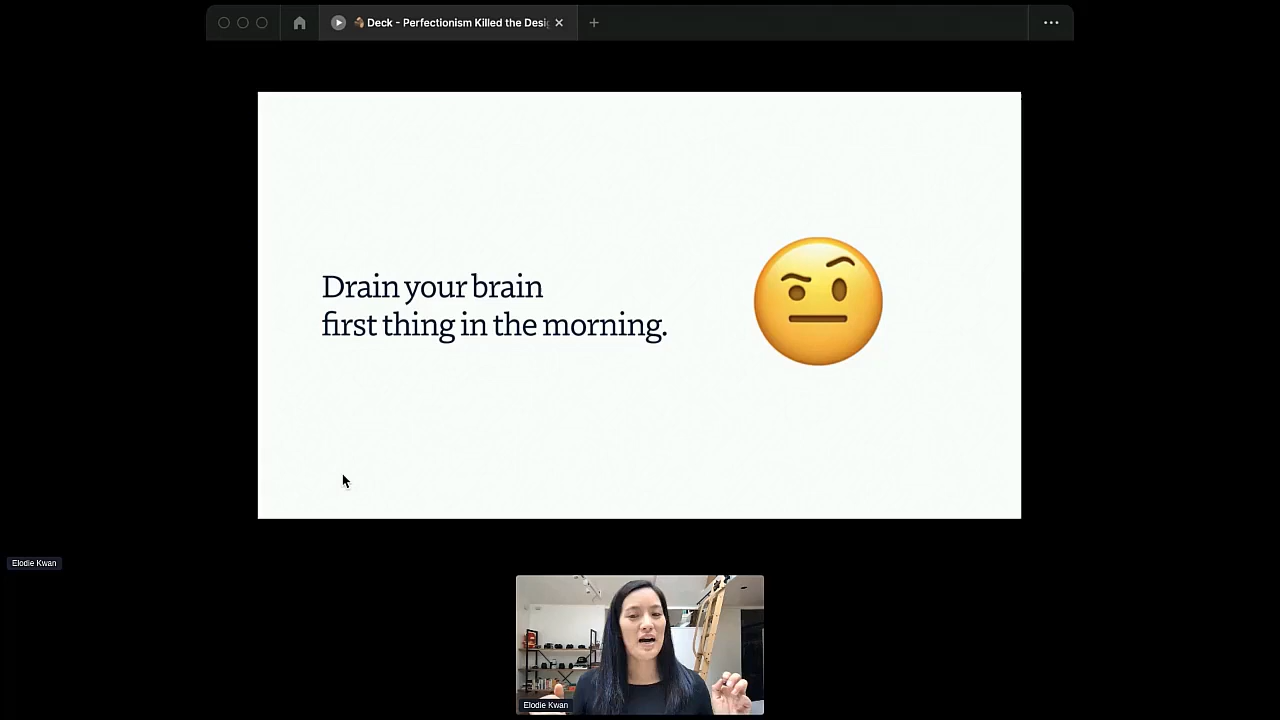 Deck - Perfectionism Killed the Desi
Drain your brain
first thing in the morning.
Elodie Kwan
Elodie Kwan